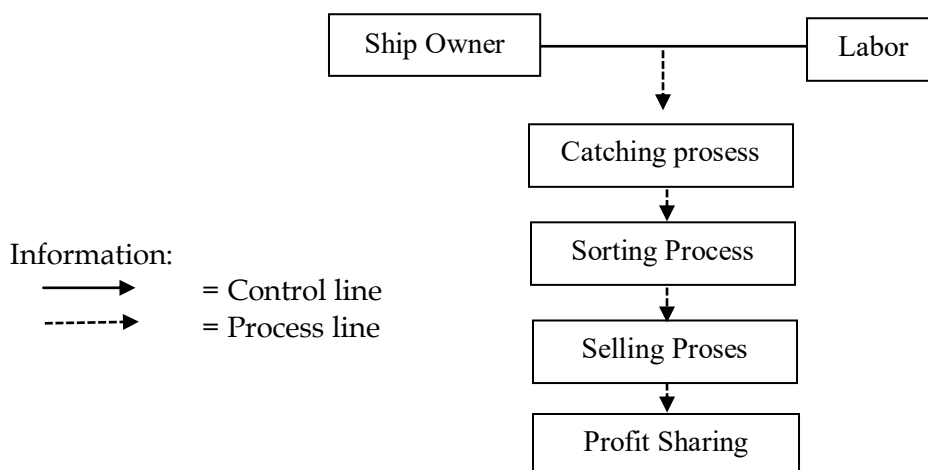 Ship Owner
Labor
Catching prosess
Sorting Process
Information:
= Control line
= Process line
Selling Proses
Profit Sharing